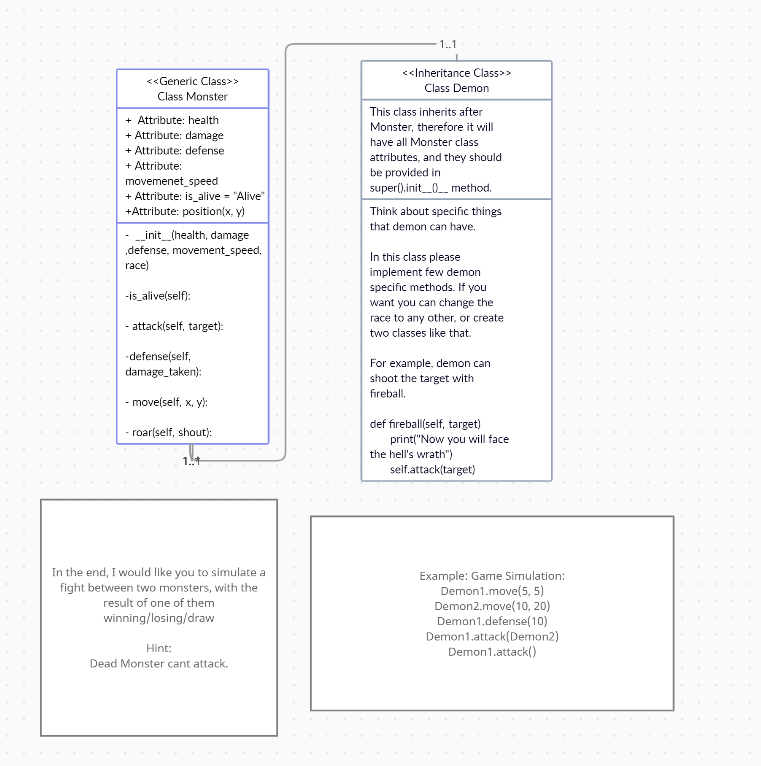 1..1
<<Generic Class>>
Class Monster
+  Attribute: health
+ Attribute: damage
+ Attribute: defense
+ Attribute:
movemenet_speed
+ Attribute: is_alive = "Alive"
+Attribute: position(x, y)
-  __init__(health, damage
,defense, movement_speed,
race)
-is_alive(self):
- attack(self, target):
-defense(self,
damage_taken):
- move(self, x, y):
- roar(self, shout):
1..*
<<Inheritance Class>>
Class Demon
This class inherits after
Monster, therefore it will
have all Monster class
attributes, and they should
be provided in
super().init__()__ method.
Think about specific things
that demon can have.
In this class please
implement few demon
specific methods. If you
want you can change the
race to any other, or create
two classes like that.
For example, demon can
shoot the target with
fireball.
def fireball(self, target)
print("Now you will face
the hell's wrath")
self.attack(target)
In the end, I would like you to simulate a
fight between two monsters, with the
result of one of them
winning/losing/draw
Hint:
Dead Monster cant attack.
Example: Game Simulation:
Demon1.move(5, 5)
Demon2.move(10, 20)
Demon1.defense(10)
Demon1.attack(Demon2)
Demon1.attack()